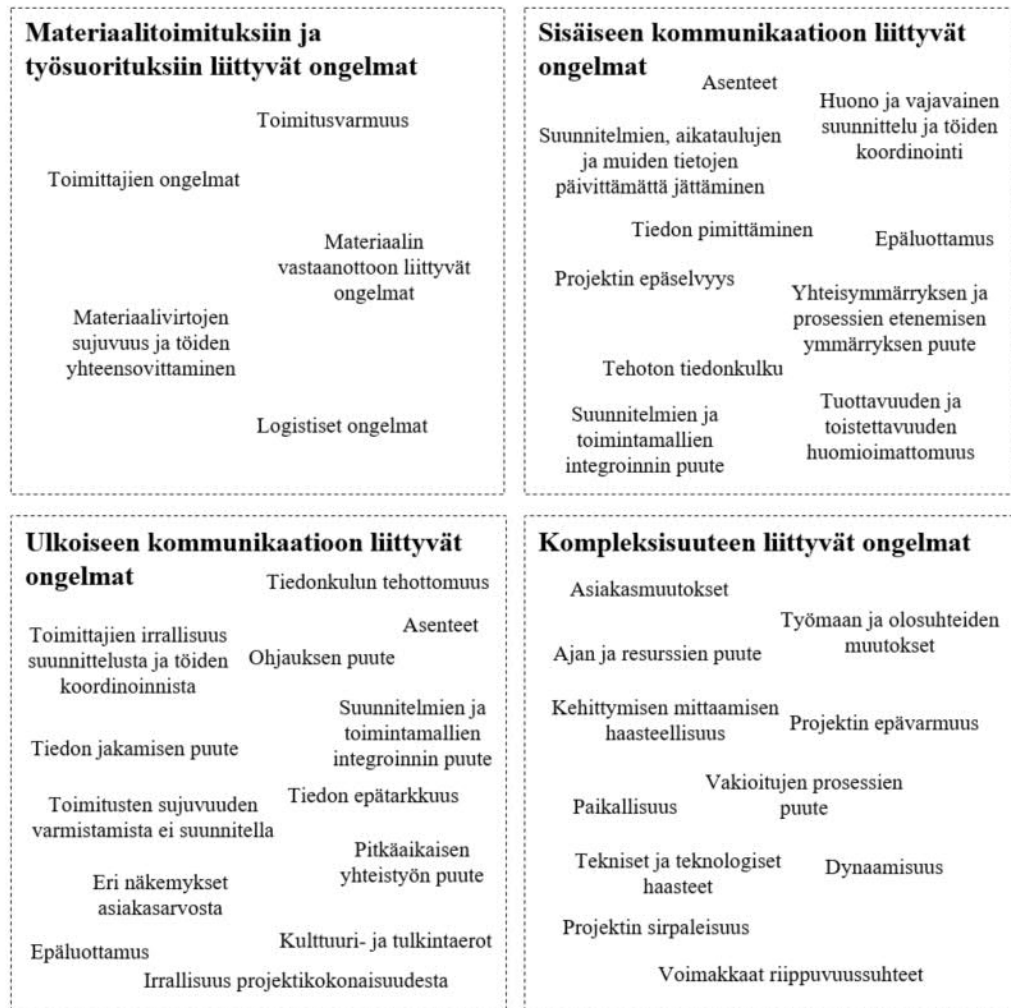 Materiaalitoimituksiin ja
työsuorituksiin liittyvät ongelmat
Toimitusvarmuus
Toimittajien ongelmat
Materiaalin
vastaanottoon liittyvät
ongelmat
Materiaalivirtojen
sujuvuus ja töiden
yhteensovittaminen
Logistiset ongelmat
Sisäiseen kommunikaatioon liittyvät
ongelmat
Asenteet
Huono ja vajavainen
suunnittelu ja töiden
koordinointi
Suunnitelmien, aikataulujen
ja muiden tietojen
päivittämättä jättäminen
Tiedon pimittäminen
Epäluottamus
Projektin epäselvyys
Yhteisymmärryksen ja
prosessien etenemisen
ymmärryksen puute
Tehoton tiedonkulku
Suunnitelmien ja
toimintamallien
integroinnin puute
Tuottavuuden ja
toistettavuuden
huomioimattomuus
Ulkoiseen kommunikaatioon liittyvät
ongelmat
Tiedonkulun tehottomuus
Asenteet
Toimittajien irrallisuus
suunnittelusta ja töiden
koordinoinnista
Ohjauksen puute
Suunnitelmien ja
toimintamallien
integroinnin puute
Tiedon jakamisen puute
Tiedon epätarkkuus
Toimitusten sujuvuuden
varmistamista ei suunnitella
Pitkäaikaisen
yhteistyön puute
Eri näkemykset
asiakasarvosta
Kulttuuri- ja tulkintaerot
Epäluottamus
Irrallisuus projektikokonaisuudesta
Kompleksisuuteen liittyvät ongelmat
Asiakasmuutokset
Työmaan ja olosuhteiden
muutokset
Ajan ja resurssien puute
Kehittymisen mittaamisen
haasteellisuus
Projektin epävarmuus
Vakioitujen prosessien
puute
Paikallisuus
Tekniset ja teknologiset
haasteet
Dynaamisuus
Projektin sirpaleisuus
Voimakkaat riippuvuussuhteet